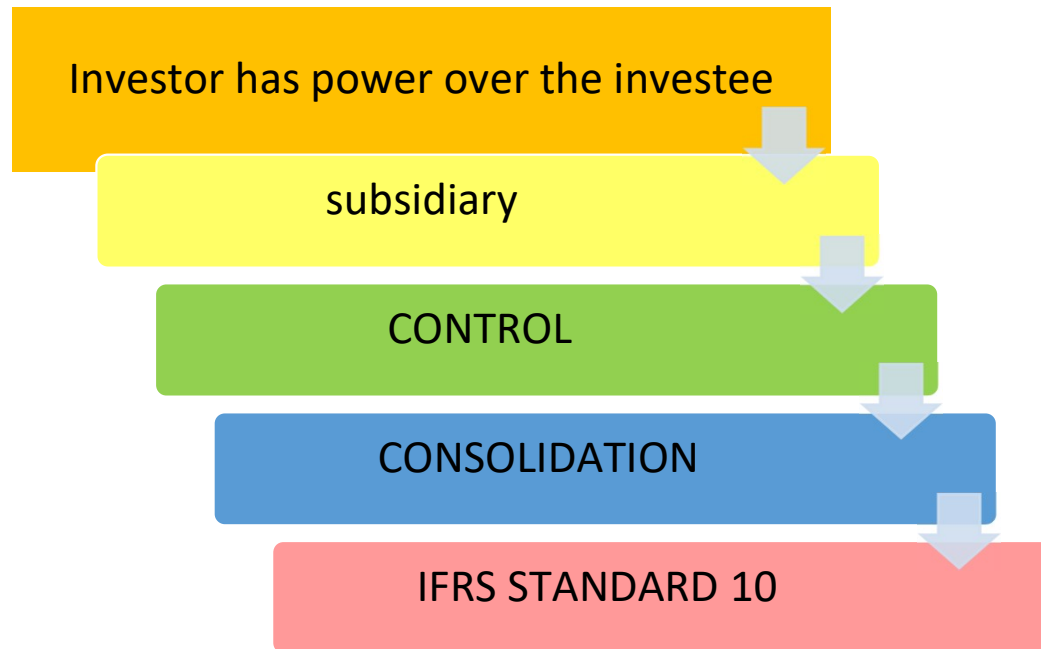 Investor has power over the investee
subsidiary
CONTROL
CONSOLIDATION
IFRS STANDARD 10